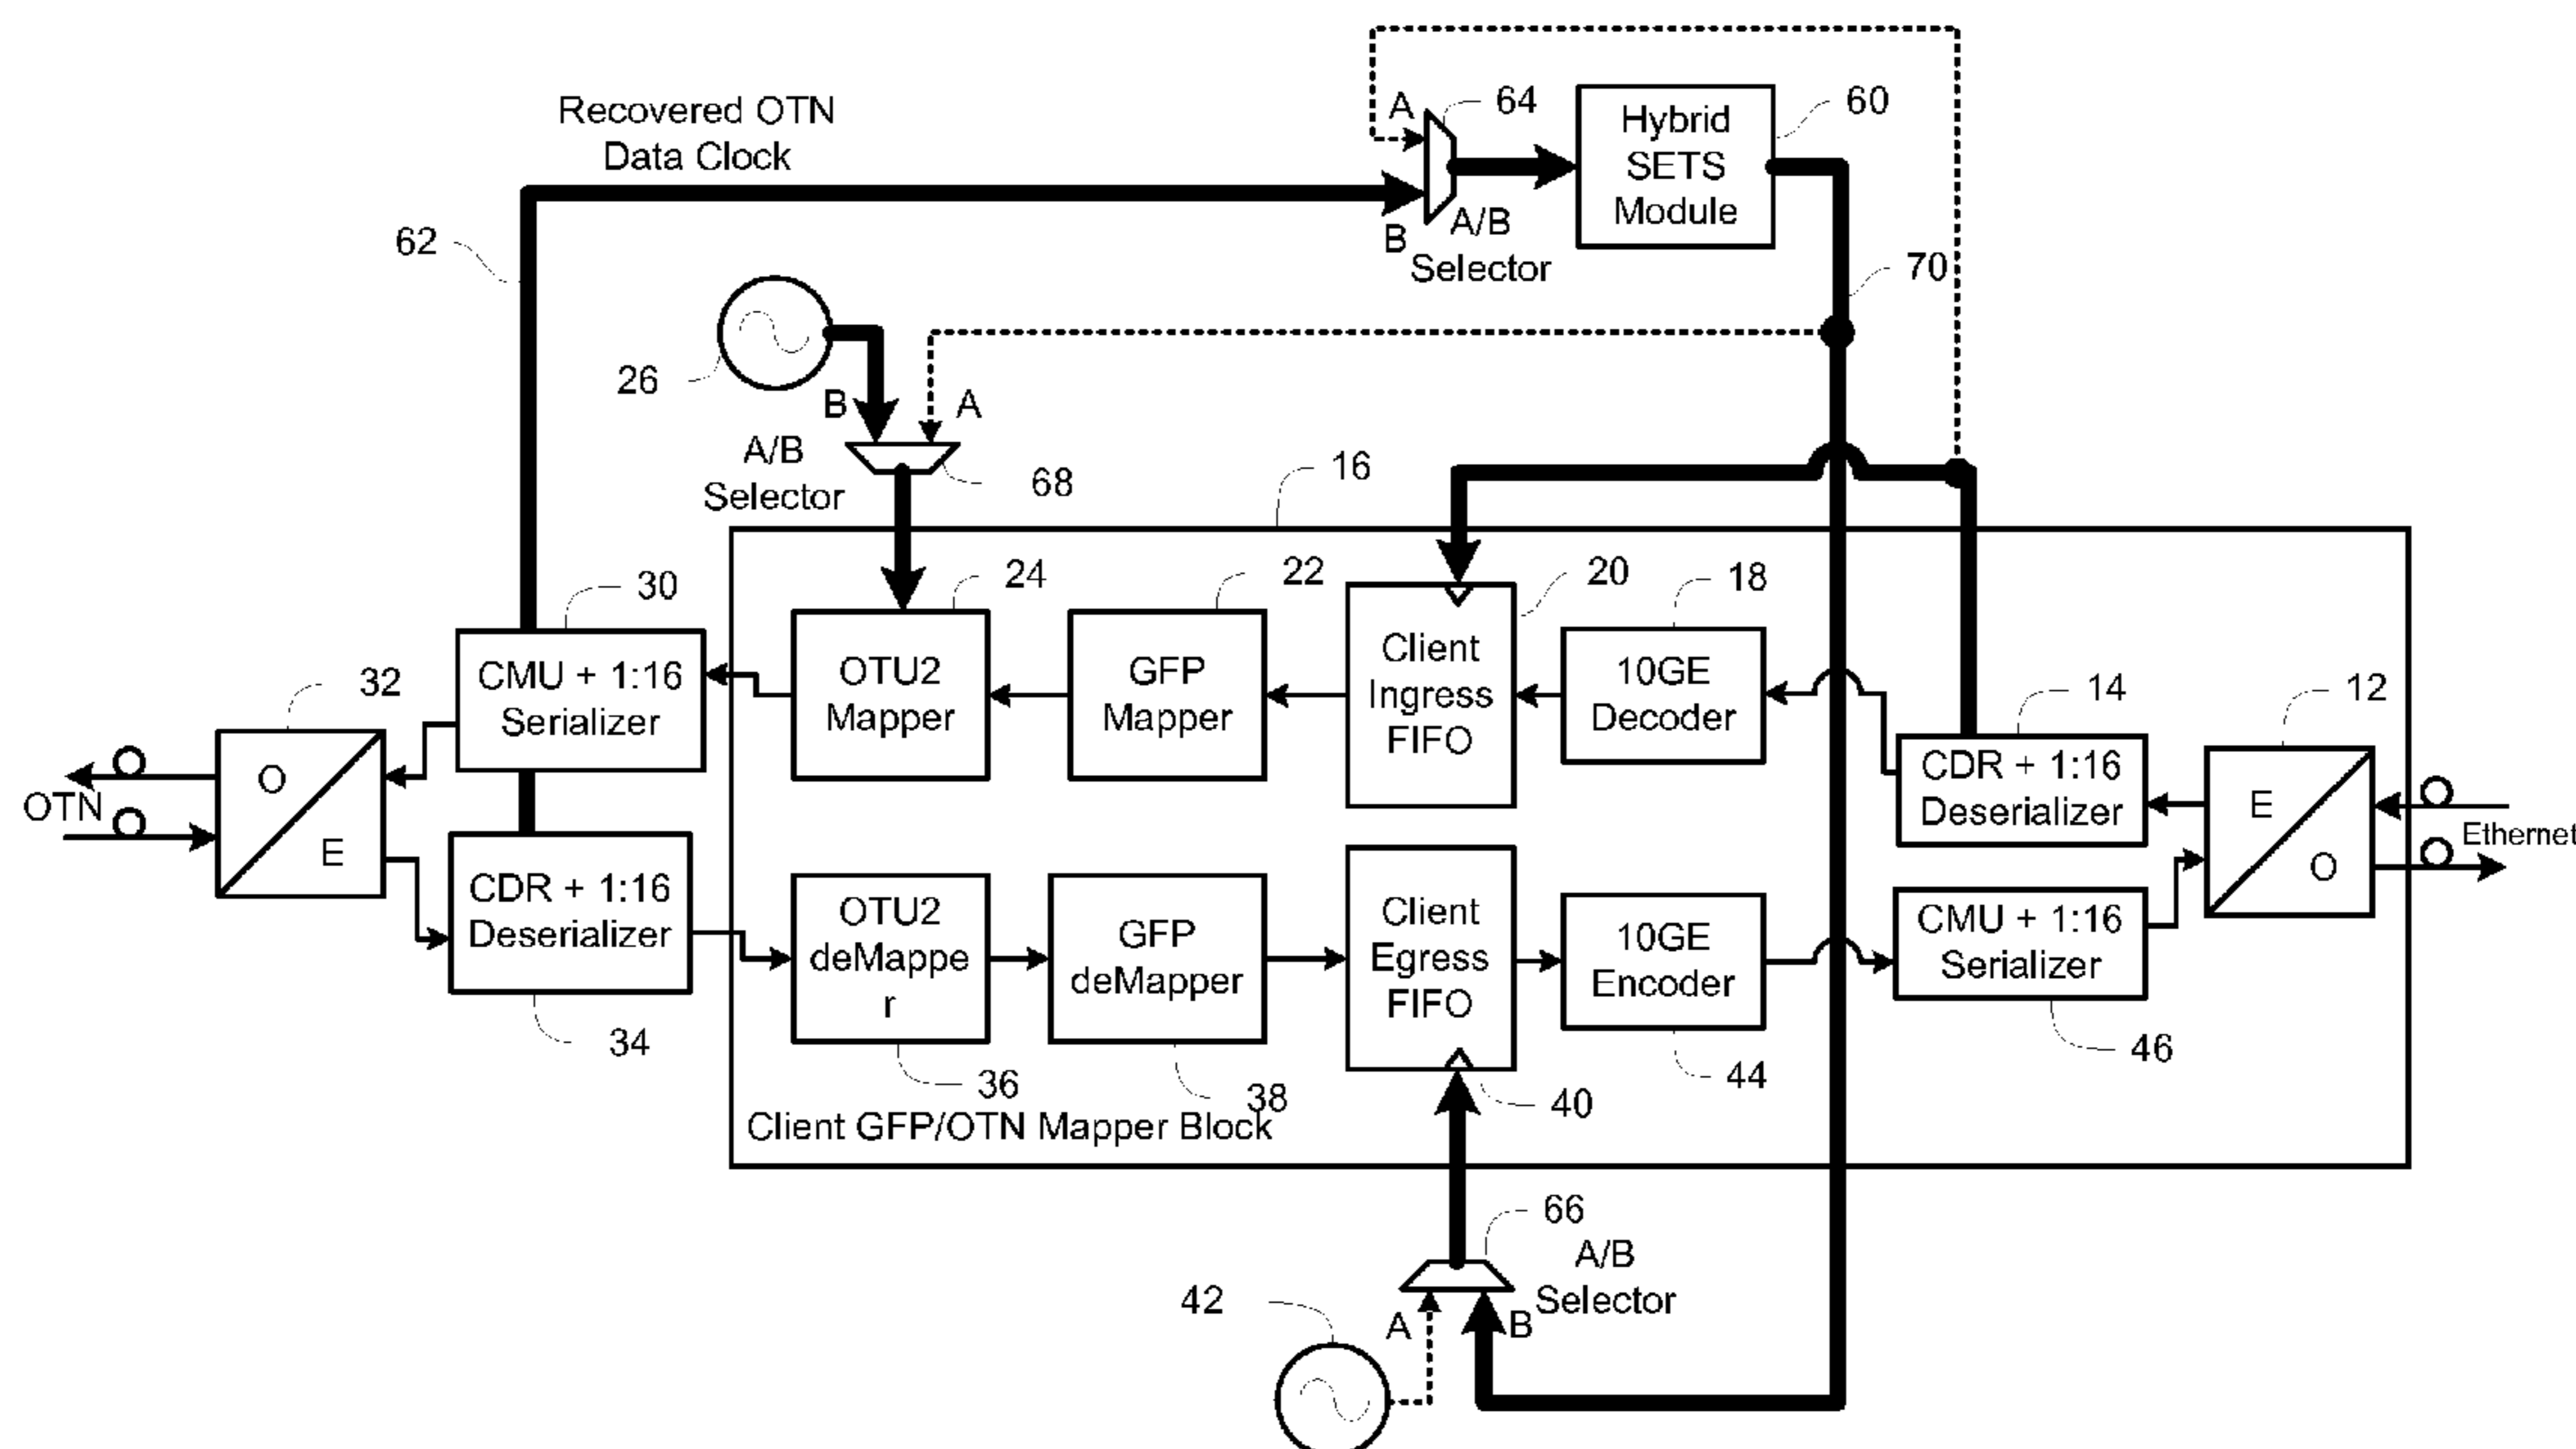 Recovered OTN
Data Clock
62
A
64
B
A/B
Selector
Hybrid
SETS
Module
60
70
26
B
A
A/B
Selector
68
16
30
24
22
20
18
14
12
32
CMU + 1:16
Serializer
OTU2
Mapper
GFP
Mapper
Client
Ingress
FIFO
10GE
Decoder
CDR + 1:16
Deserializer
E
O
Ethernet
O
E
OTN
CDR + 1:16
Deserializer
34
OTU2
deMappe
r
36
GFP
deMapper
38
Client
Egress
FIFO
40
10GE
Encoder
44
CMU + 1:16
Serializer
46
Client GFP/OTN Mapper Block
66
A/B
Selector
42
A
B